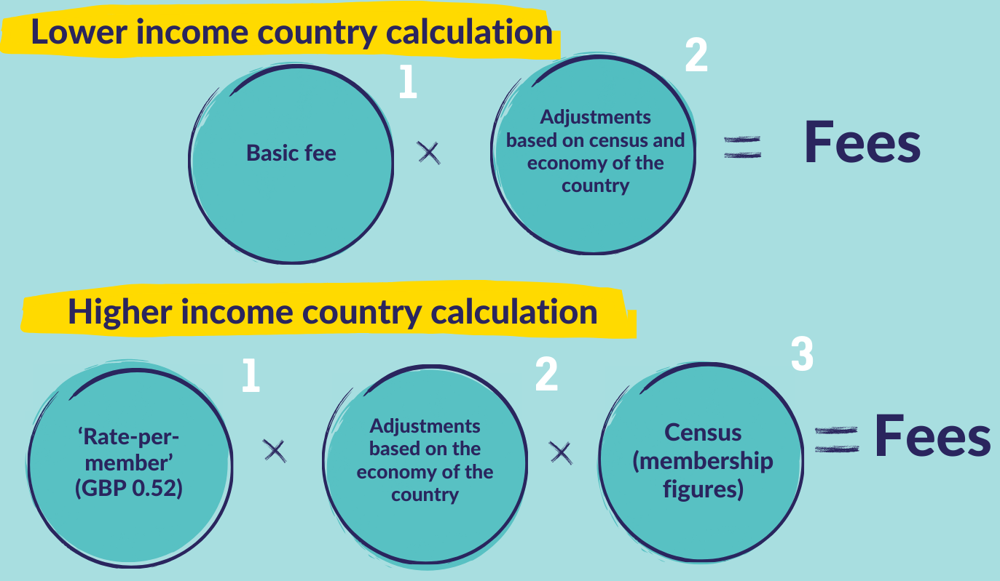 Lower income country calculation
1
2
Basic fee
×
Adjustments
based on census and
economy of the
country
= Fees
Higher income country calculation
1
2
3
‘Rate-per-
member’
(GBP 0.52)
×
Adjustments
based on the
economy of the
country
×
Census
(membership
figures)
= Fees